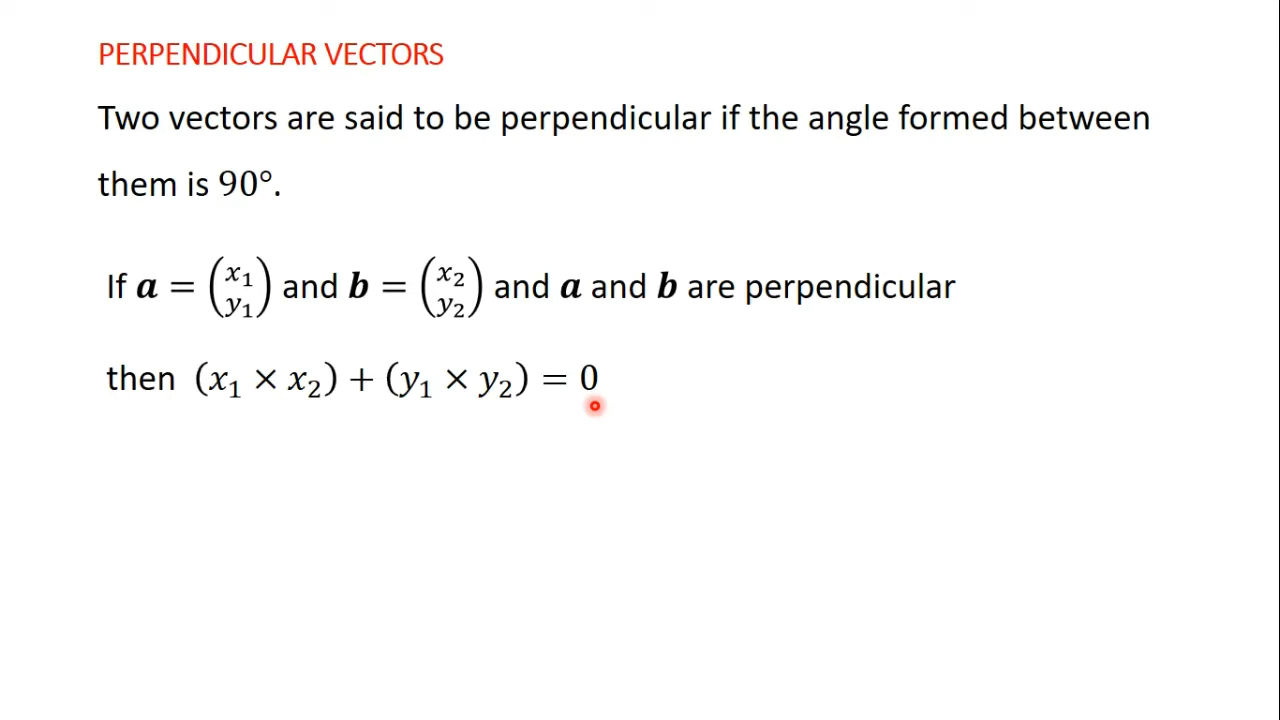 PERPENDICULAR VECTORS
Two vectors are said to be perpendicular if the angle formed between
them is 90°.
If 𝒂 = (x₁ y₁) and 𝒃 = (x₂ y₂) and 𝒂 and 𝒃 are perpendicular
then (x₁ × x₂) + (y₁ × y₂) = 0